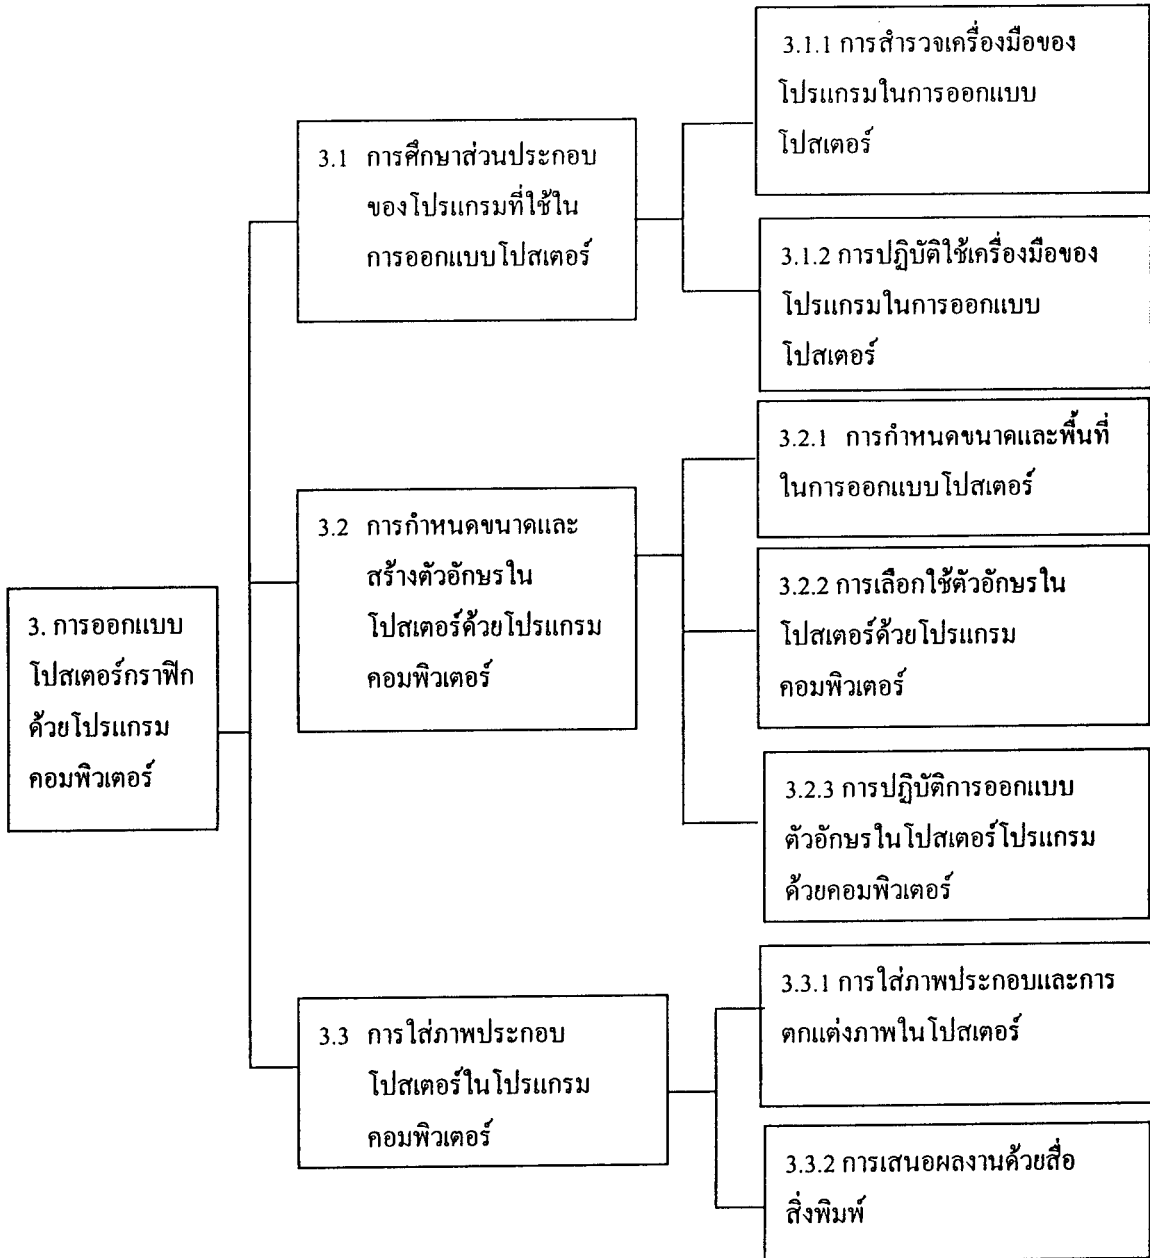 3. การออกแบบ
โปสเตอร์กราฟิก
ด้วยโปรแกรม
คอมพิวเตอร์
3.1 การศึกษาส่วนประกอบ
ของโปรแกรมที่ใช้ใน
การออกแบบโปสเตอร์
3.1.1 การสำรวจเครื่องมือของ
โปรแกรมในการออกแบบ
โปสเตอร์
3.1.2 การปฏิบัติใช้เครื่องมือของ
โปรแกรมในการออกแบบ
โปสเตอร์
3.2 การกำหนดขนาดและ
สร้างตัวอักษรใน
โปสเตอร์ด้วยโปรแกรม
คอมพิวเตอร์
3.2.1 การกำหนดขนาดและพื้นที่
ในการออกแบบโปสเตอร์
3.2.2 การเลือกใช้ตัวอักษรใน
โปสเตอร์ด้วยโปรแกรม
คอมพิวเตอร์
3.2.3 การปฏิบัติการออกแบบ
ตัวอักษรในโปสเตอร์โปรแกรม
ด้วยคอมพิวเตอร์
3.3 การใส่ภาพประกอบ
โปสเตอร์ในโปรแกรม
คอมพิวเตอร์
3.3.1 การใส่ภาพประกอบและการ
ตกแต่งภาพในโปสเตอร์
3.3.2 การเสนอผลงานด้วยสื่อ
สิ่งพิมพ์